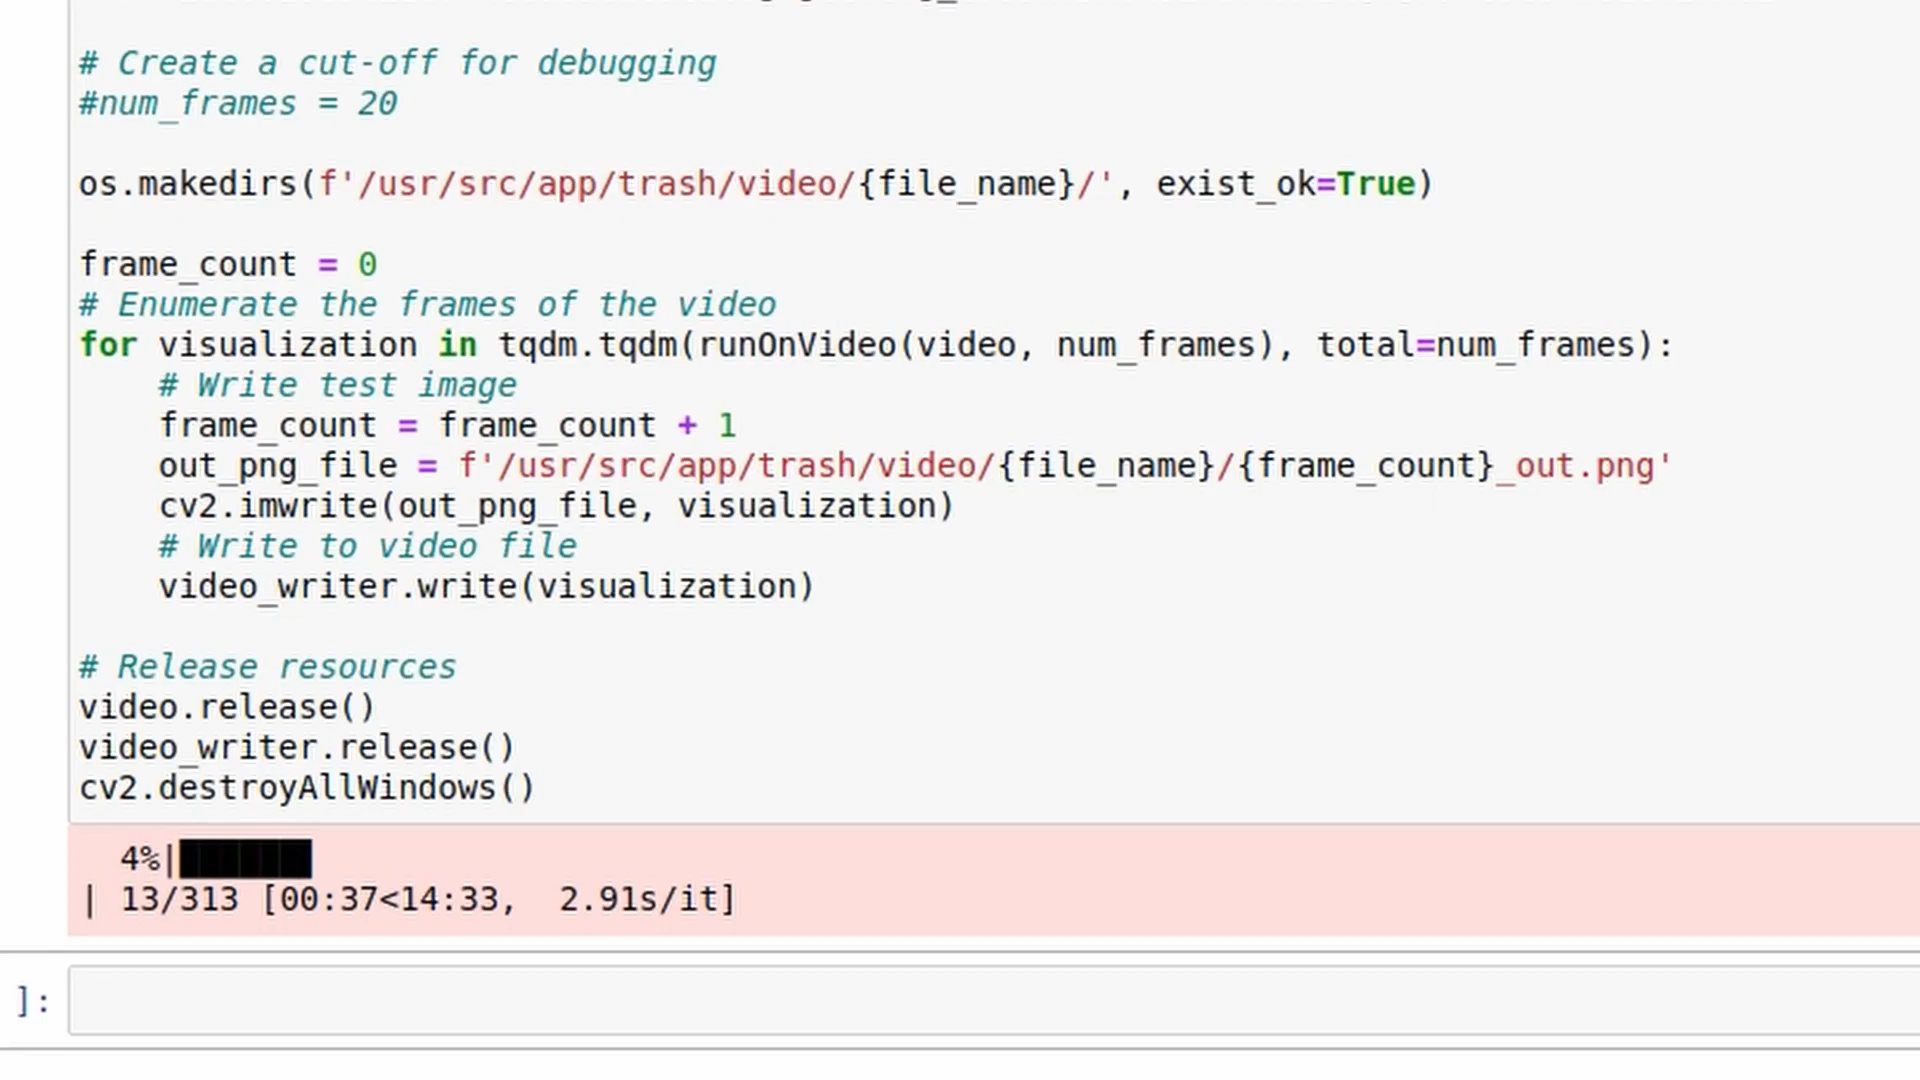 # Create a cut-off for debugging
#num_frames = 20
os.makedirs(f'/usr/src/app/trash/video/{file_name}/', exist_ok=True)
frame_count = 0
# Enumerate the frames of the video
for visualization in tqdm.tqdm(runOnVideo(video, num_frames), total=num_frames):
    # Write test image
    frame_count = frame_count + 1
    out_png_file = f'/usr/src/app/trash/video/{file_name}/{frame_count}_out.png'
    cv2.imwrite(out_png_file, visualization)
    # Write to video file
    video_writer.write(visualization)
# Release resources
video.release()
video_writer.release()
cv2.destroyAllWindows()
4%|██████
| 13/313 [00:37<14:33,  2.91s/it]
]: